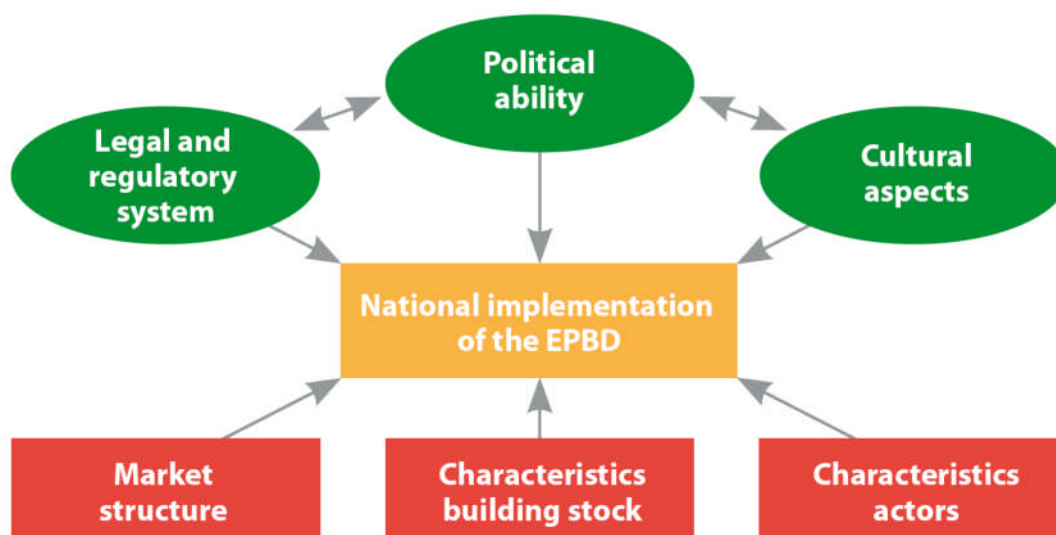 Political
ability
Legal and
regulatory
system
Cultural
aspects
National implementation
of the EPBD
Market
structure
Characteristics
building stock
Characteristics
actors